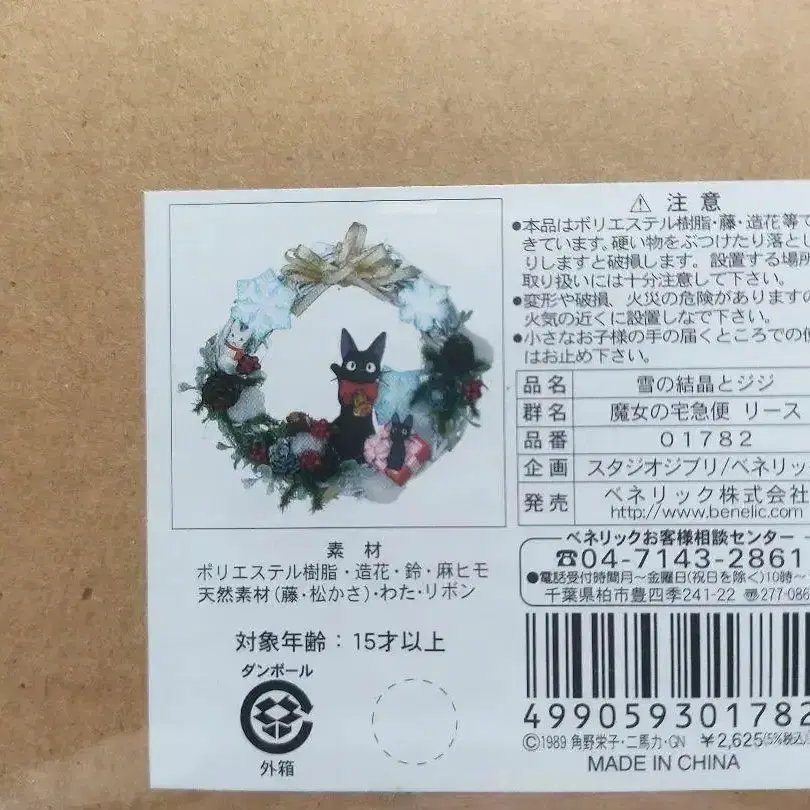 ⚠ 注意
●本品はポリエステル樹脂・藤・造花等で
きています。硬い物をぶつけたり落とし
りしますと破損します。設置する場所
取り扱いには十分注意して下さい。
●変形や破損、火災の危険がありますの
火気の近くに設置しなで下さい。
●小さなお子様の手の届くところでの使
はお止め下さい。
品名 雪の結晶とジジ
群名 魔女の宅急便 リース
品番 01782
企画 スタジオジブリ/ベネリック
発売 ベネリック株式会社
http://www.benelic.com
ベネリックお客様相談センター
☎04-7143-2861
●電話受付時間月〜金曜日(祝日を除く)10時〜
千葉県柏市豊四季241-22 〠277-086
素材
ポリエステル樹脂・造花・鈴・麻ヒモ
天然素材(藤・松かさ)・わた・リボン
対象年齢:15才以上
ダンボール
外箱
499059301782
©1989 角野栄子・二馬力・GN ¥2,625(5%税込)
MADE IN CHINA